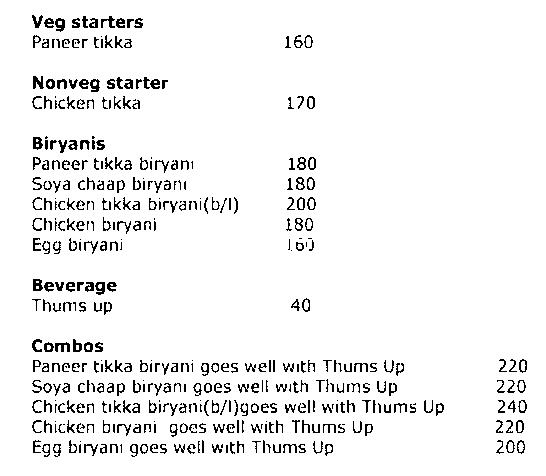 Veg starters
Paneer tikka 160
Nonveg starter
Chicken tikka 170
Biryanis
Paneer tikka biryani 180
Soya chaap biryani 180
Chicken tikka biryani(b/l) 200
Chicken biryani 180
Egg biryani 160
Beverage
Thums up 40
Combos
Paneer tikka biryani goes well with Thums Up 220
Soya chaap biryani goes well with Thums Up 220
Chicken tikka biryani(b/l)goes well with Thums Up 240
Chicken biryani goes well with Thums Up 220
Egg biryani goes well with Thums Up 200